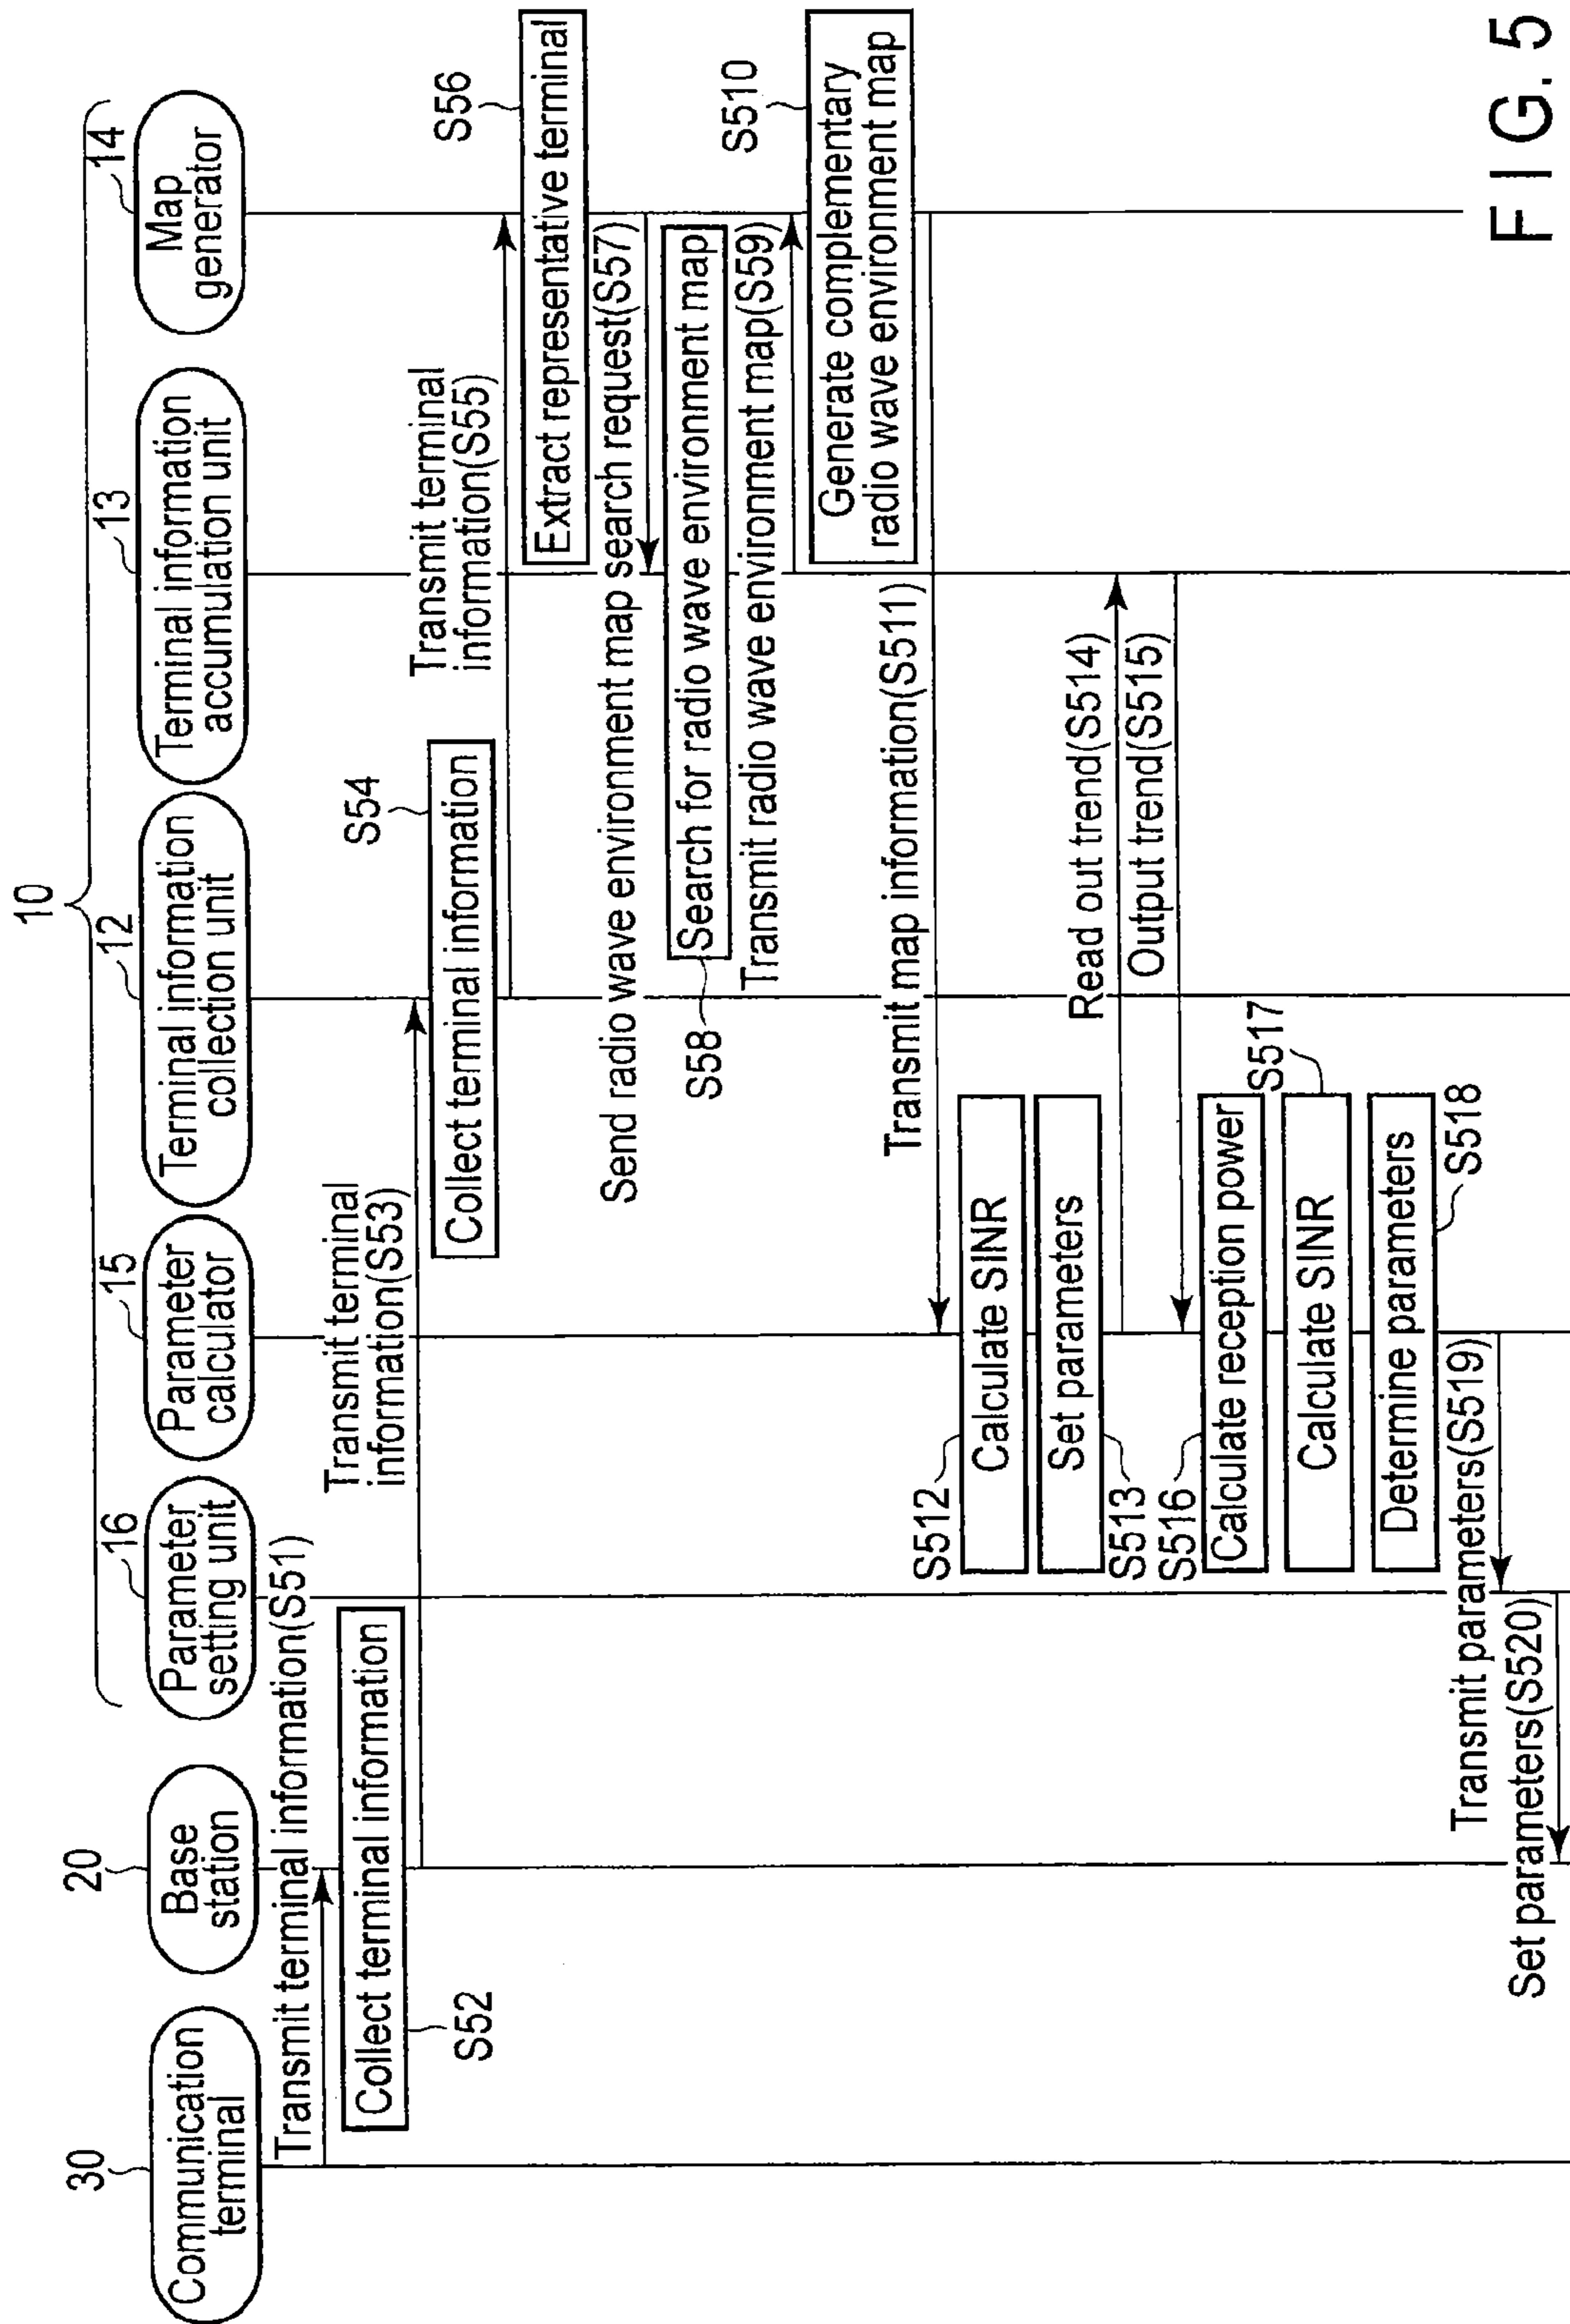 10
30
Communication
terminal
20
Base
station
16
Parameter
setting unit
15
Parameter
calculator
12
Terminal information
collection unit
13
Terminal information
accumulation unit
14
Map
generator
Transmit terminal information(S51)
Collect terminal information
S52
Transmit terminal
information(S53)
S54
Collect terminal information
Transmit terminal
information(S55)
S56
Extract representative terminal
Send radio wave environment map search request(S57)
Search for radio wave environment map
S58
Transmit radio wave environment map(S59)
S510
Generate complementary
radio wave environment map
Transmit map information(S511)
S512
Calculate SINR
Set parameters
S513
Read out trend(S514)
Output trend(S515)
S516
Calculate reception power
S517
Calculate SINR
Determine parameters
S518
Transmit parameters(S519)
Set parameters(S520)
FIG. 5